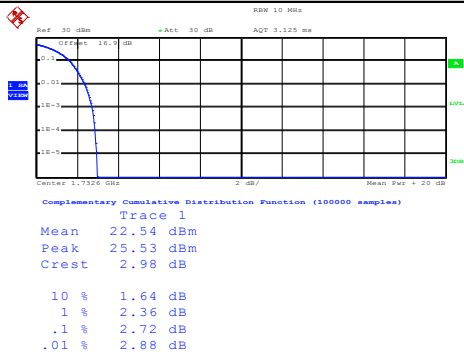 RBW 10 MHz
Ref 30 dBm * Att 30 dB AQT 3.125 ms
Offset 16.9 dB
0.1
A
0.01
1 SA
VIEW
1E-3
LVL
1E-4
1E-5
3DB
Center 1.7326 GHz 2 dB/ Mean Pwr + 20 dB
Complementary Cumulative Distribution Function (100000 samples)
Trace 1
Mean 22.54 dBm
Peak 25.53 dBm
Crest 2.98 dB
10 % 1.64 dB
1 % 2.36 dB
.1 % 2.72 dB
.01 % 2.88 dB